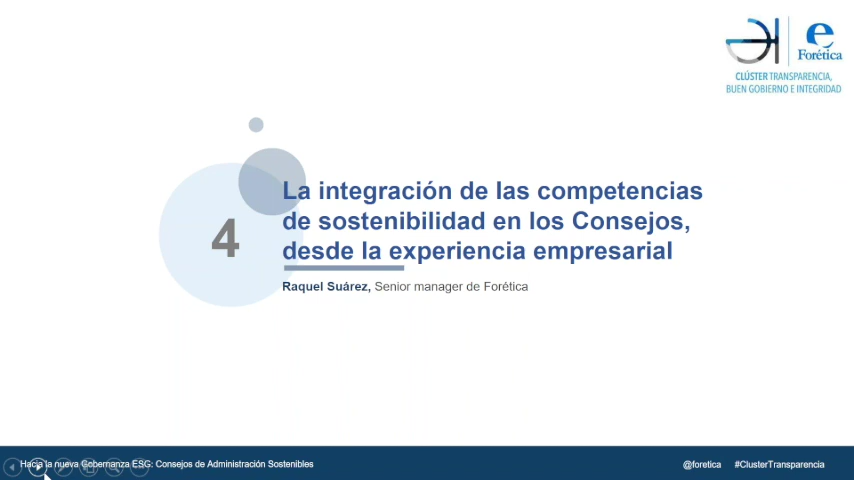 Forética
CLÚSTER TRANSPARENCIA,
BUEN GOBIERNO E INTEGRIDAD
4
La integración de las competencias
de sostenibilidad en los Consejos,
desde la experiencia empresarial
Raquel Suárez, Senior manager de Forética
Hacia la nueva Gobernanza ESG: Consejos de Administración Sostenibles
@foretica #ClusterTransparencia